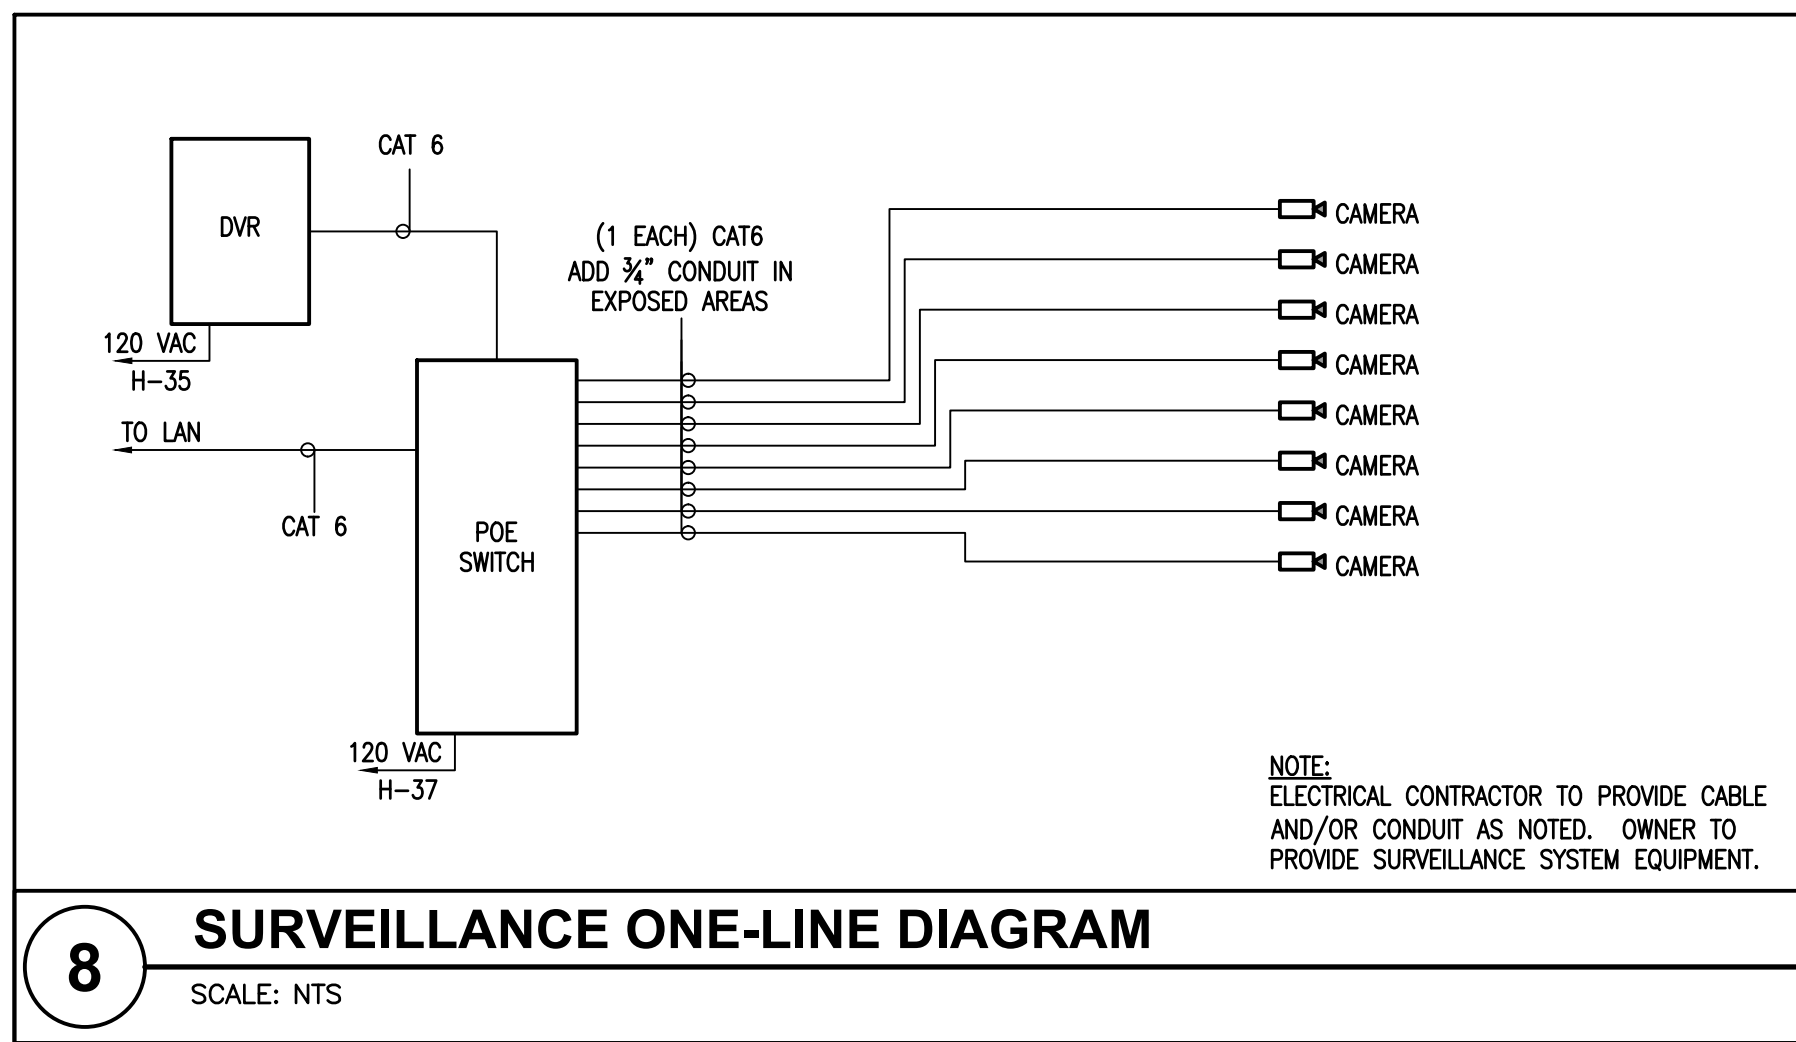 CAT 6
DVR
(1 EACH) CAT6
ADD ¾" CONDUIT IN
EXPOSED AREAS
120 VAC
H-35
TO LAN
CAT 6
POE
SWITCH
120 VAC
H-37
CAMERA
CAMERA
CAMERA
CAMERA
CAMERA
CAMERA
CAMERA
CAMERA
NOTE:
ELECTRICAL CONTRACTOR TO PROVIDE CABLE
AND/OR CONDUIT AS NOTED. OWNER TO
PROVIDE SURVEILLANCE SYSTEM EQUIPMENT.
8
SURVEILLANCE ONE-LINE DIAGRAM
SCALE: NTS